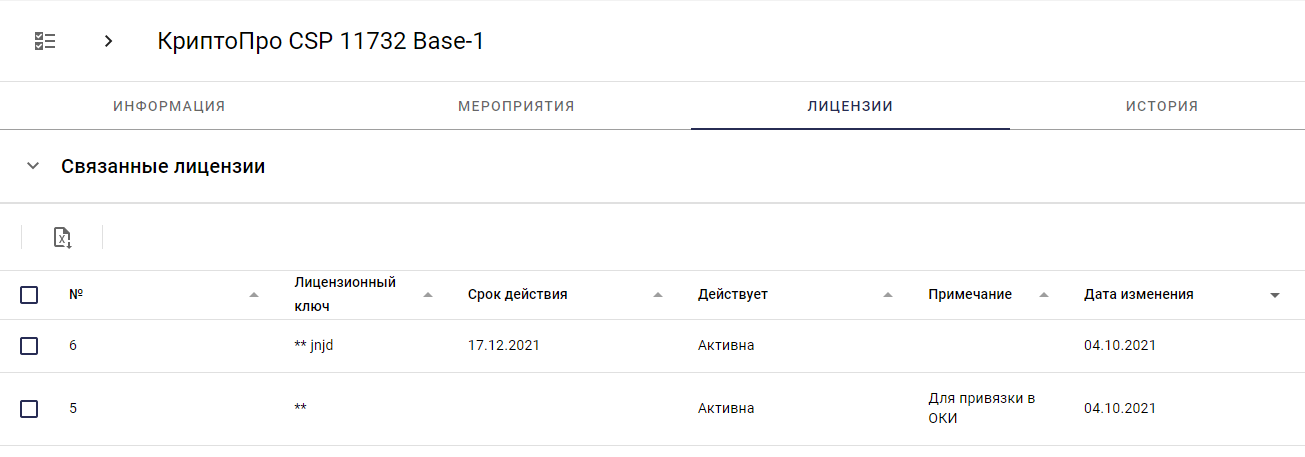 КриптоПро CSP 11732 Base-1
ИНФОРМАЦИЯ МЕРОПРИЯТИЯ ЛИЦЕНЗИИ ИСТОРИЯ
Связанные лицензии
№ Лицензионный ключ Срок действия Действует Примечание Дата изменения
6 ** jnjd 17.12.2021 Активна 04.10.2021
5 ** Активна Для привязки в ОКИ 04.10.2021